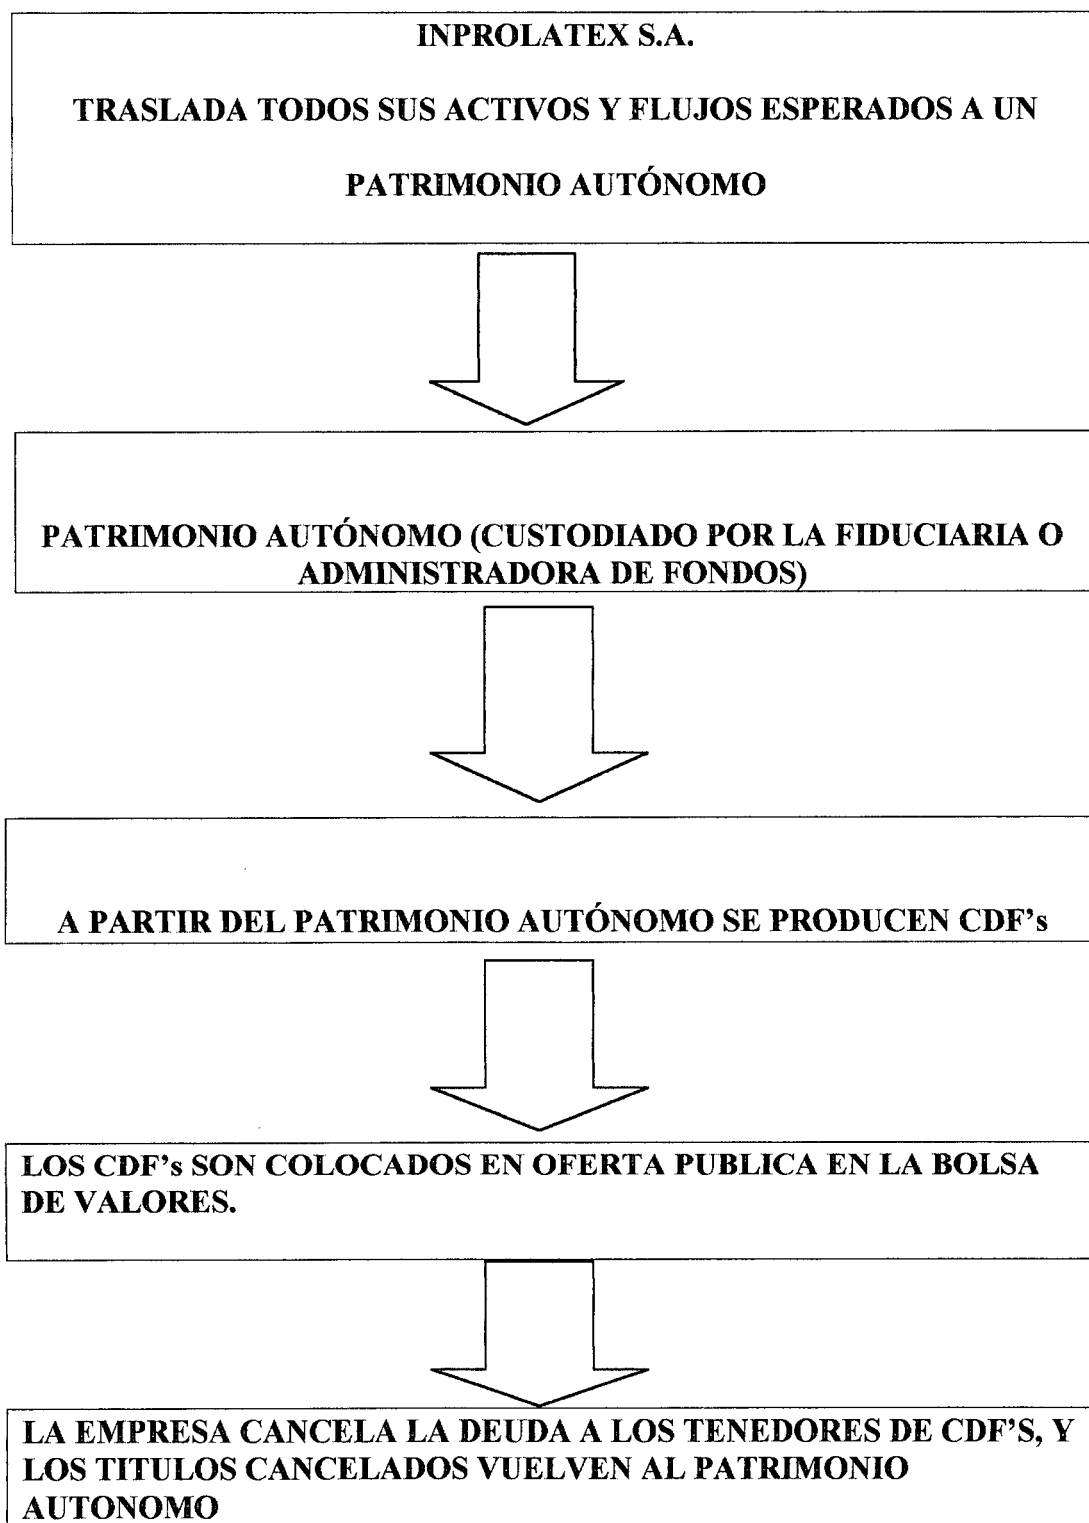 INPROLATEX S.A.
TRASLADA TODOS SUS ACTIVOS Y FLUJOS ESPERADOS A UN
PATRIMONIO AUTÓNOMO
PATRIMONIO AUTÓNOMO (CUSTODIADO POR LA FIDUCIARIA O
ADMINISTRADORA DE FONDOS)
A PARTIR DEL PATRIMONIO AUTÓNOMO SE PRODUCEN CDF's
LOS CDF's SON COLOCADOS EN OFERTA PUBLICA EN LA BOLSA
DE VALORES.
LA EMPRESA CANCELA LA DEUDA A LOS TENEDORES DE CDF'S, Y
LOS TITULOS CANCELADOS VUELVEN AL PATRIMONIO
AUTONOMO